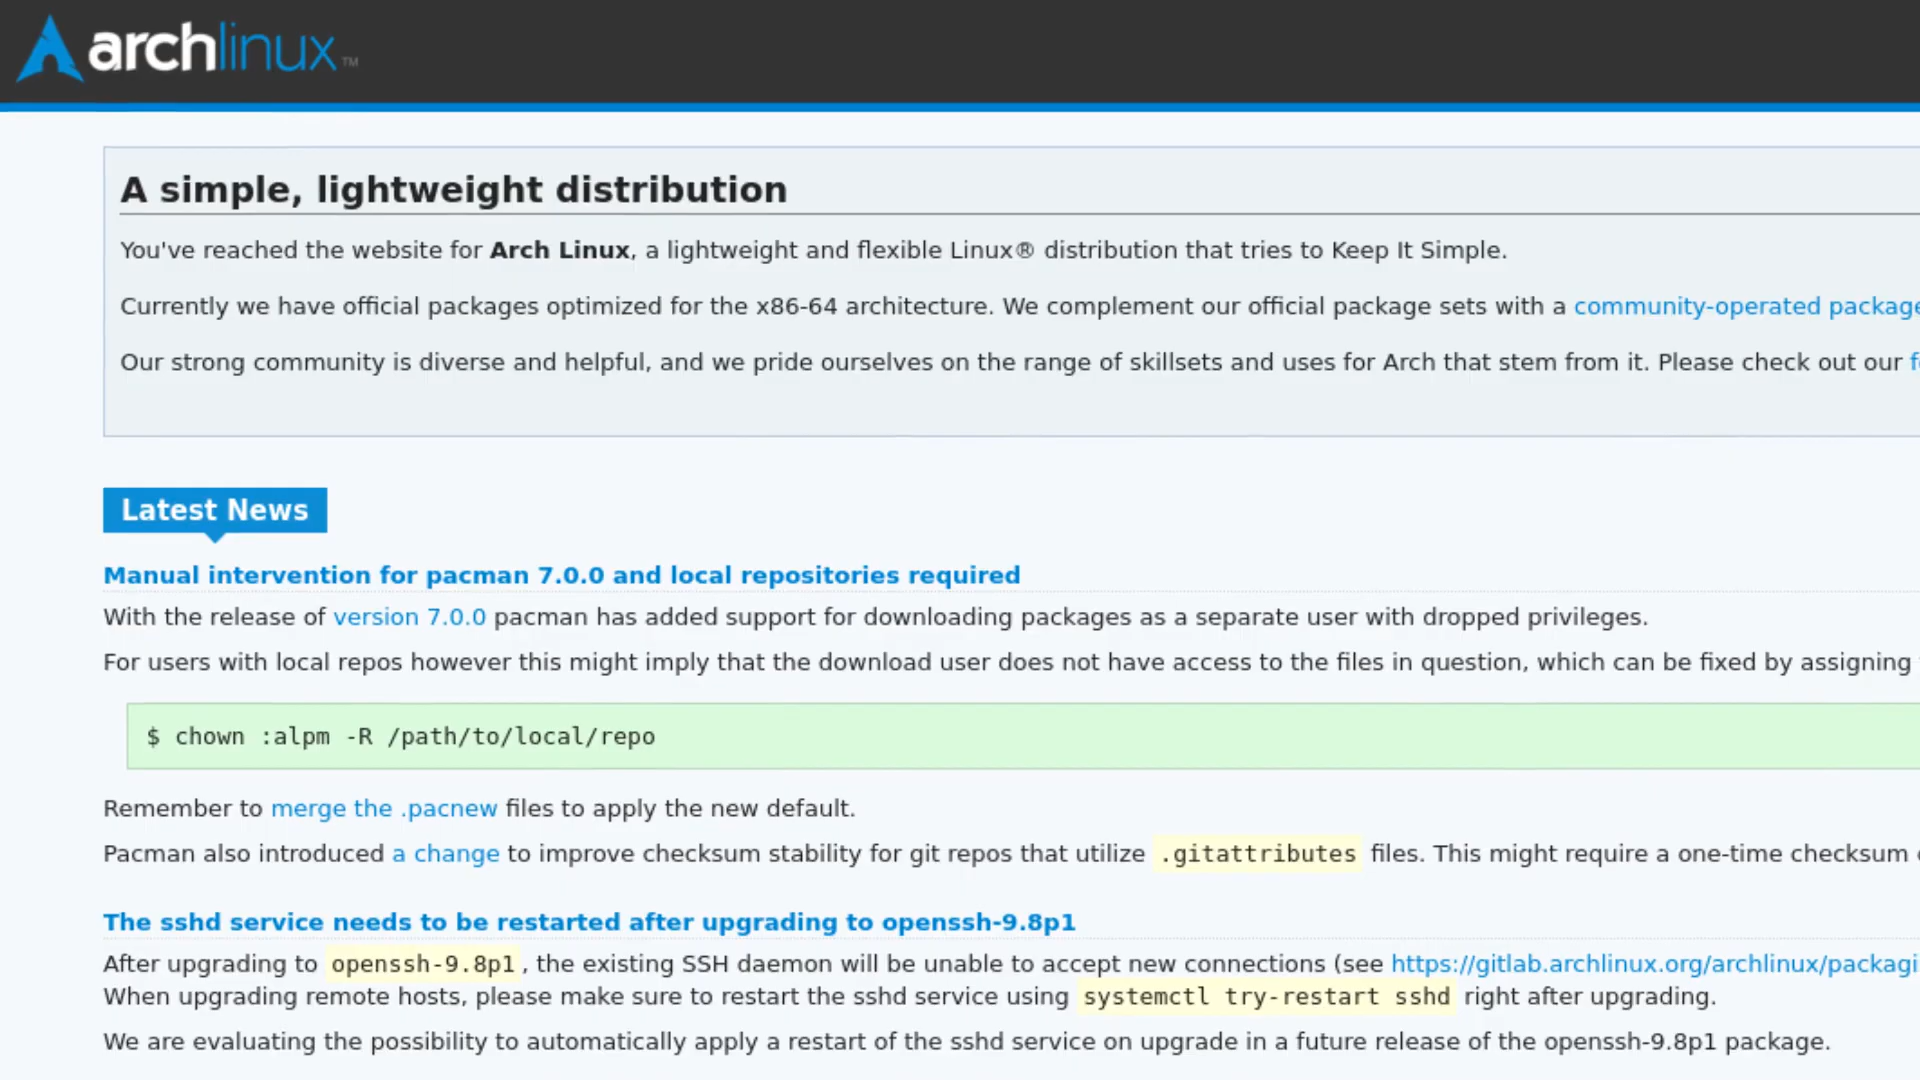 archlinux™
A simple, lightweight distribution
You've reached the website for Arch Linux, a lightweight and flexible Linux® distribution that tries to Keep It Simple.
Currently we have official packages optimized for the x86-64 architecture. We complement our official package sets with a community-operated package
Our strong community is diverse and helpful, and we pride ourselves on the range of skillsets and uses for Arch that stem from it. Please check out our
Latest News
Manual intervention for pacman 7.0.0 and local repositories required
With the release of version 7.0.0 pacman has added support for downloading packages as a separate user with dropped privileges.
For users with local repos however this might imply that the download user does not have access to the files in question, which can be fixed by assigning
$ chown :alpm -R /path/to/local/repo
Remember to merge the .pacnew files to apply the new default.
Pacman also introduced a change to improve checksum stability for git repos that utilize .gitattributes files. This might require a one-time checksum
The sshd service needs to be restarted after upgrading to openssh-9.8p1
After upgrading to openssh-9.8p1, the existing SSH daemon will be unable to accept new connections (see https://gitlab.archlinux.org/archlinux/packagi
When upgrading remote hosts, please make sure to restart the sshd service using systemctl try-restart sshd right after upgrading.
We are evaluating the possibility to automatically apply a restart of the sshd service on upgrade in a future release of the openssh-9.8p1 package.